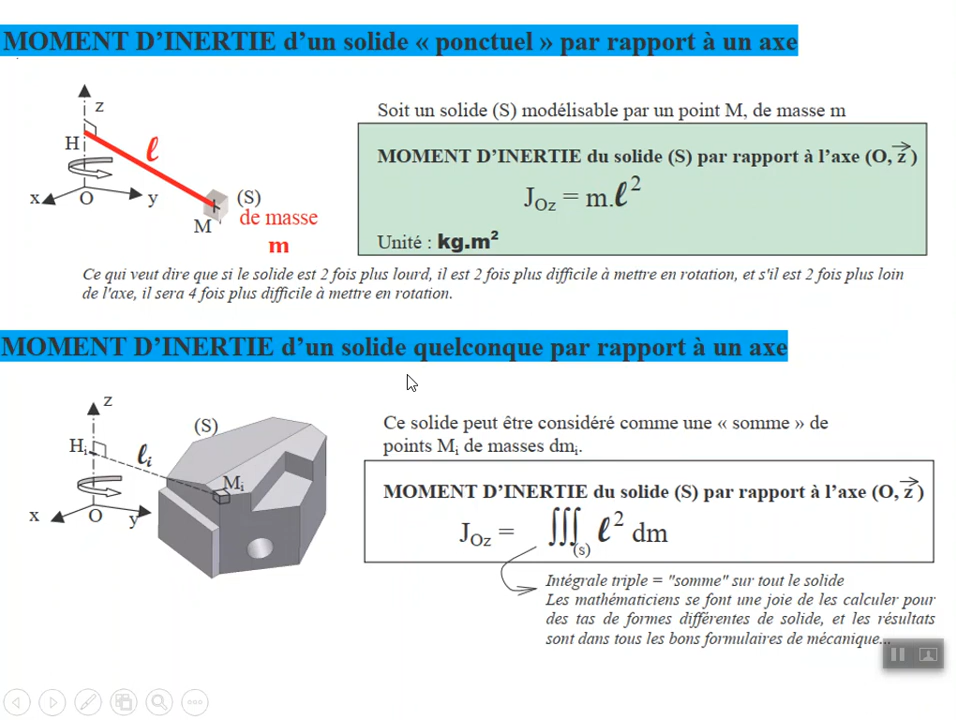 MOMENT D'INERTIE d'un solide « ponctuel » par rapport à un axe
z
H
ℓ
x
O
y
M
(S)
de masse
m
Soit un solide (S) modélisable par un point M, de masse m
MOMENT D'INERTIE du solide (S) par rapport à l'axe (O, z⃗ )
J_Oz = m.ℓ²
Unité : kg.m²
Ce qui veut dire que si le solide est 2 fois plus lourd, il est 2 fois plus difficile à mettre en rotation, et s'il est 2 fois plus loin
de l'axe, il sera 4 fois plus difficile à mettre en rotation.
MOMENT D'INERTIE d'un solide quelconque par rapport à un axe
z
(S)
H_i
ℓ_i
M_i
x
O
y
Ce solide peut être considéré comme une « somme » de
points M_i de masses dm_i.
MOMENT D'INERTIE du solide (S) par rapport à l'axe (O, z⃗ )
J_Oz = ∭_(s) ℓ² dm
Intégrale triple = "somme" sur tout le solide
Les mathématiciens se font une joie de les calculer pour
des tas de formes différentes de solide, et les résultats
sont dans tous les bons formulaires de mécanique...